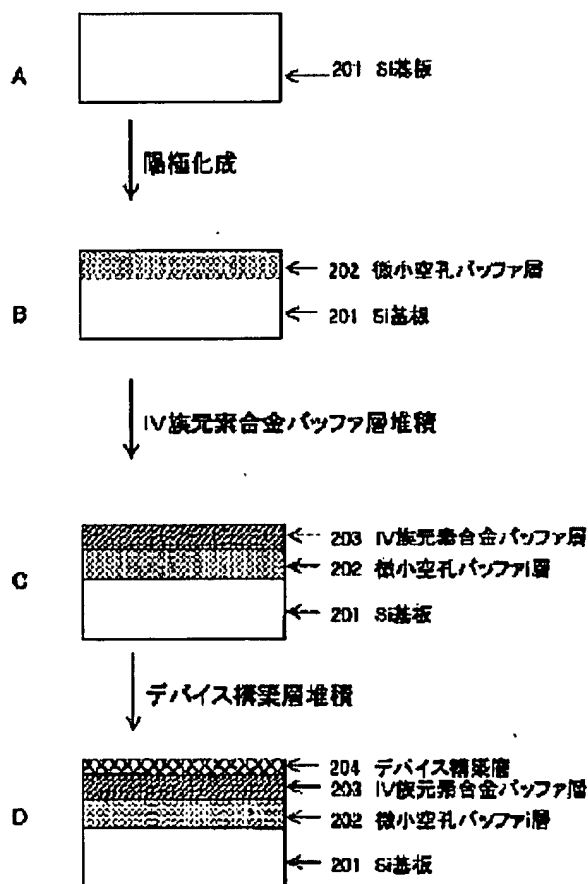 A
201 Si基板
陽極化成
202 微小空孔バッファ層
B
201 Si基板
IV族元素合金バッファ層堆積
203 IV族元素合金バッファ層
202 微小空孔バッファi層
C
201 Si基板
デバイス構築層堆積
204 デバイス構築層
203 IV族元素合金バッファ層
202 微小空孔バッファi層
D
201 Si基板